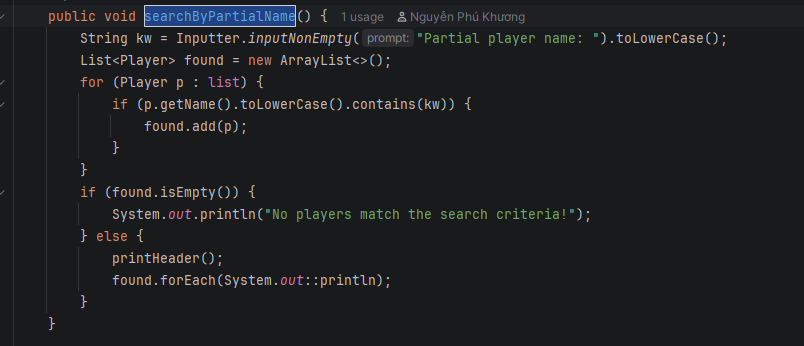 public void searchByPartialName() { 1 usage Nguyễn Phú Khương
String kw = Inputter.inputNonEmpty( prompt: "Partial player name: ").toLowerCase();
List<Player> found = new ArrayList<>();
for (Player p : list) {
if (p.getName().toLowerCase().contains(kw)) {
found.add(p);
}
}
if (found.isEmpty()) {
System.out.println("No players match the search criteria!");
} else {
printHeader();
found.forEach(System.out::println);
}
}